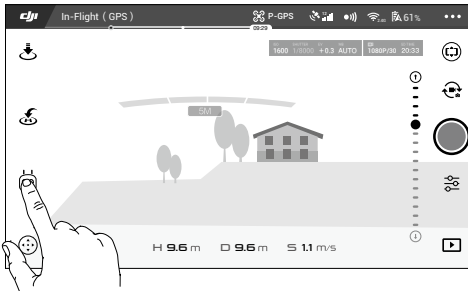 dji In-Flight ( GPS ) P-GPS 61%
09:29
1600 1/8000 +0.3 AUTO 1080P/30 20:33
5M
H 9.6 m D 9.6 m S 1.1 m/s